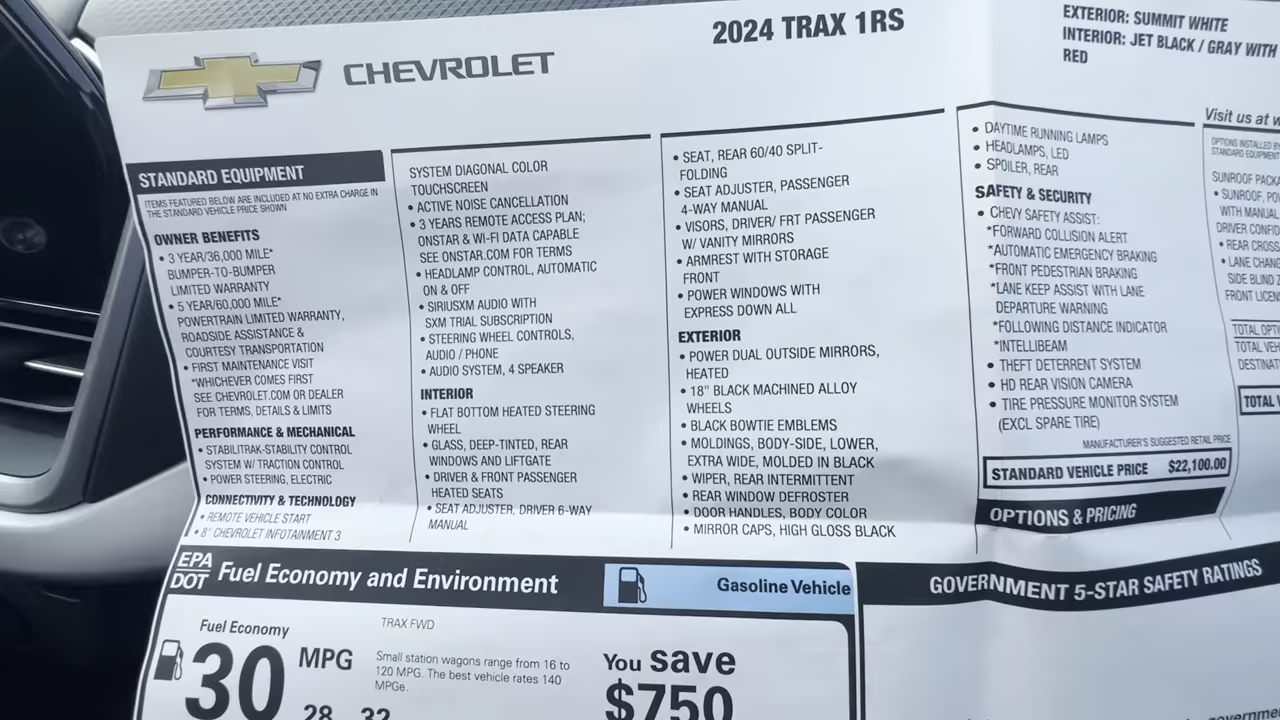 CHEVROLET
2024 TRAX 1RS
EXTERIOR: SUMMIT WHITE
INTERIOR: JET BLACK / GRAY WITH
RED
STANDARD EQUIPMENT
ITEMS FEATURED BELOW ARE INCLUDED AT NO EXTRA CHARGE IN
THE STANDARD VEHICLE PRICE SHOWN
OWNER BENEFITS
• 3 YEAR/36,000 MILE*
BUMPER-TO-BUMPER
LIMITED WARRANTY
• 5 YEAR/60,000 MILE*
POWERTRAIN LIMITED WARRANTY,
ROADSIDE ASSISTANCE &
COURTESY TRANSPORTATION
• FIRST MAINTENANCE VISIT
*WHICHEVER COMES FIRST
SEE CHEVROLET.COM OR DEALER
FOR TERMS, DETAILS & LIMITS
PERFORMANCE & MECHANICAL
• STABILITRAK-STABILITY CONTROL
SYSTEM W/ TRACTION CONTROL
• POWER STEERING, ELECTRIC
CONNECTIVITY & TECHNOLOGY
• REMOTE VEHICLE START
• 8" CHEVROLET INFOTAINMENT 3
SYSTEM DIAGONAL COLOR
TOUCHSCREEN
• ACTIVE NOISE CANCELLATION
• 3 YEARS REMOTE ACCESS PLAN;
ONSTAR & WI-FI DATA CAPABLE
SEE ONSTAR.COM FOR TERMS
• HEADLAMP CONTROL, AUTOMATIC
ON & OFF
• SIRIUSXM AUDIO WITH
SXM TRIAL SUBSCRIPTION
• STEERING WHEEL CONTROLS,
AUDIO / PHONE
• AUDIO SYSTEM, 4 SPEAKER
INTERIOR
• FLAT BOTTOM HEATED STEERING
WHEEL
• GLASS, DEEP-TINTED, REAR
WINDOWS AND LIFTGATE
• DRIVER & FRONT PASSENGER
HEATED SEATS
• SEAT ADJUSTER, DRIVER 6-WAY
MANUAL
• SEAT, REAR 60/40 SPLIT-
FOLDING
• SEAT ADJUSTER, PASSENGER
4-WAY MANUAL
• VISORS, DRIVER/ FRT PASSENGER
W/ VANITY MIRRORS
• ARMREST WITH STORAGE
FRONT
• POWER WINDOWS WITH
EXPRESS DOWN ALL
EXTERIOR
• POWER DUAL OUTSIDE MIRRORS,
HEATED
• 18" BLACK MACHINED ALLOY
WHEELS
• BLACK BOWTIE EMBLEMS
• MOLDINGS, BODY-SIDE, LOWER,
EXTRA WIDE, MOLDED IN BLACK
• WIPER, REAR INTERMITTENT
• REAR WINDOW DEFROSTER
• DOOR HANDLES, BODY COLOR
• MIRROR CAPS, HIGH GLOSS BLACK
• DAYTIME RUNNING LAMPS
• HEADLAMPS, LED
• SPOILER, REAR
SAFETY & SECURITY
• CHEVY SAFETY ASSIST:
*FORWARD COLLISION ALERT
*AUTOMATIC EMERGENCY BRAKING
*FRONT PEDESTRIAN BRAKING
*LANE KEEP ASSIST WITH LANE
DEPARTURE WARNING
*FOLLOWING DISTANCE INDICATOR
*INTELLIBEAM
• THEFT DETERRENT SYSTEM
• HD REAR VISION CAMERA
• TIRE PRESSURE MONITOR SYSTEM
(EXCL SPARE TIRE)
MANUFACTURER'S SUGGESTED RETAIL PRICE
STANDARD VEHICLE PRICE $22,100.00
OPTIONS & PRICING
Visit us at
OPTIONS INSTALLED
STANDARD EQUIPMENT
SUNROOF
• SUNROOF,
WITH MANUAL
DRIVER
• REAR CROSS
• LANE
SIDE BLIND
FRONT
TOTAL
TOTAL
TOTAL
EPA
DOT
Fuel Economy and Environment
Gasoline Vehicle
Fuel Economy
30 MPG
28 32
TRAX FWD
Small station wagons range from 16 to
120 MPG. The best vehicle rates 140
MPGe.
You save
$750
GOVERNMENT 5-STAR SAFETY RATINGS